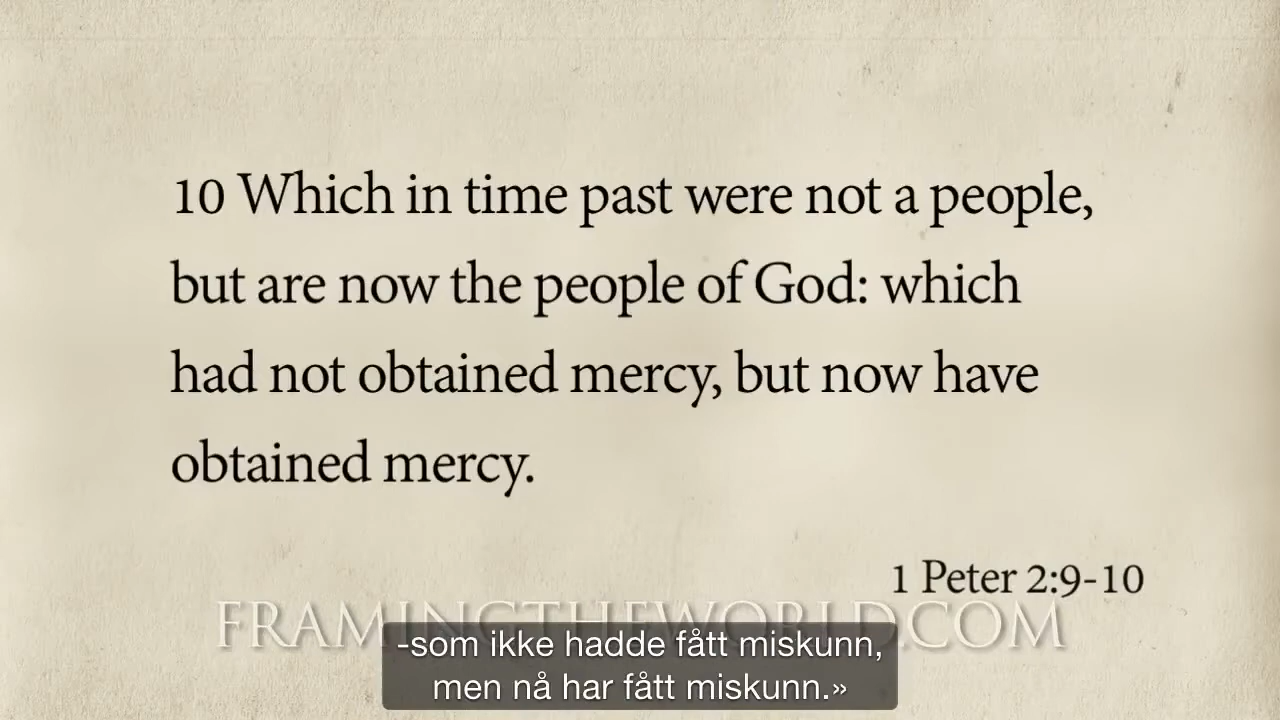 10 Which in time past were not a people,
but are now the people of God: which
had not obtained mercy, but now have
obtained mercy.
1 Peter 2:9-10
FRAMINGTHEWORLD.COM
-som ikke hadde fått miskunn,
men nå har fått miskunn.»